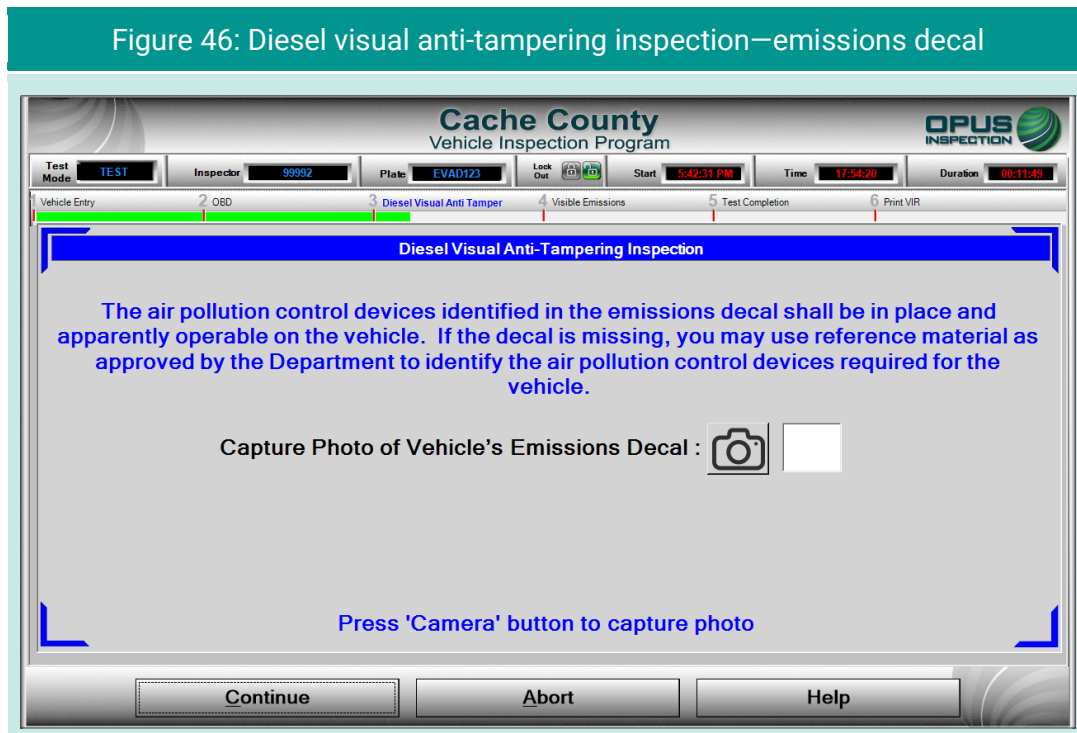 Figure 46: Diesel visual anti-tampering inspection—emissions decal
Cache County
Vehicle Inspection Program
OPUS
INSPECTION
Test Mode TEST Inspector 99992 Plate EVAD123 Lock Out Start 5:42:31 PM Time 17:54:20 Duration 00:11:49
1 Vehicle Entry 2 OBD 3 Diesel Visual Anti Tamper 4 Visible Emissions 5 Test Completion 6 Print VIR
Diesel Visual Anti-Tampering Inspection
The air pollution control devices identified in the emissions decal shall be in place and
apparently operable on the vehicle.  If the decal is missing, you may use reference material as
approved by the Department to identify the air pollution control devices required for the
vehicle.
Capture Photo of Vehicle's Emissions Decal :
Press 'Camera' button to capture photo
Continue Abort Help